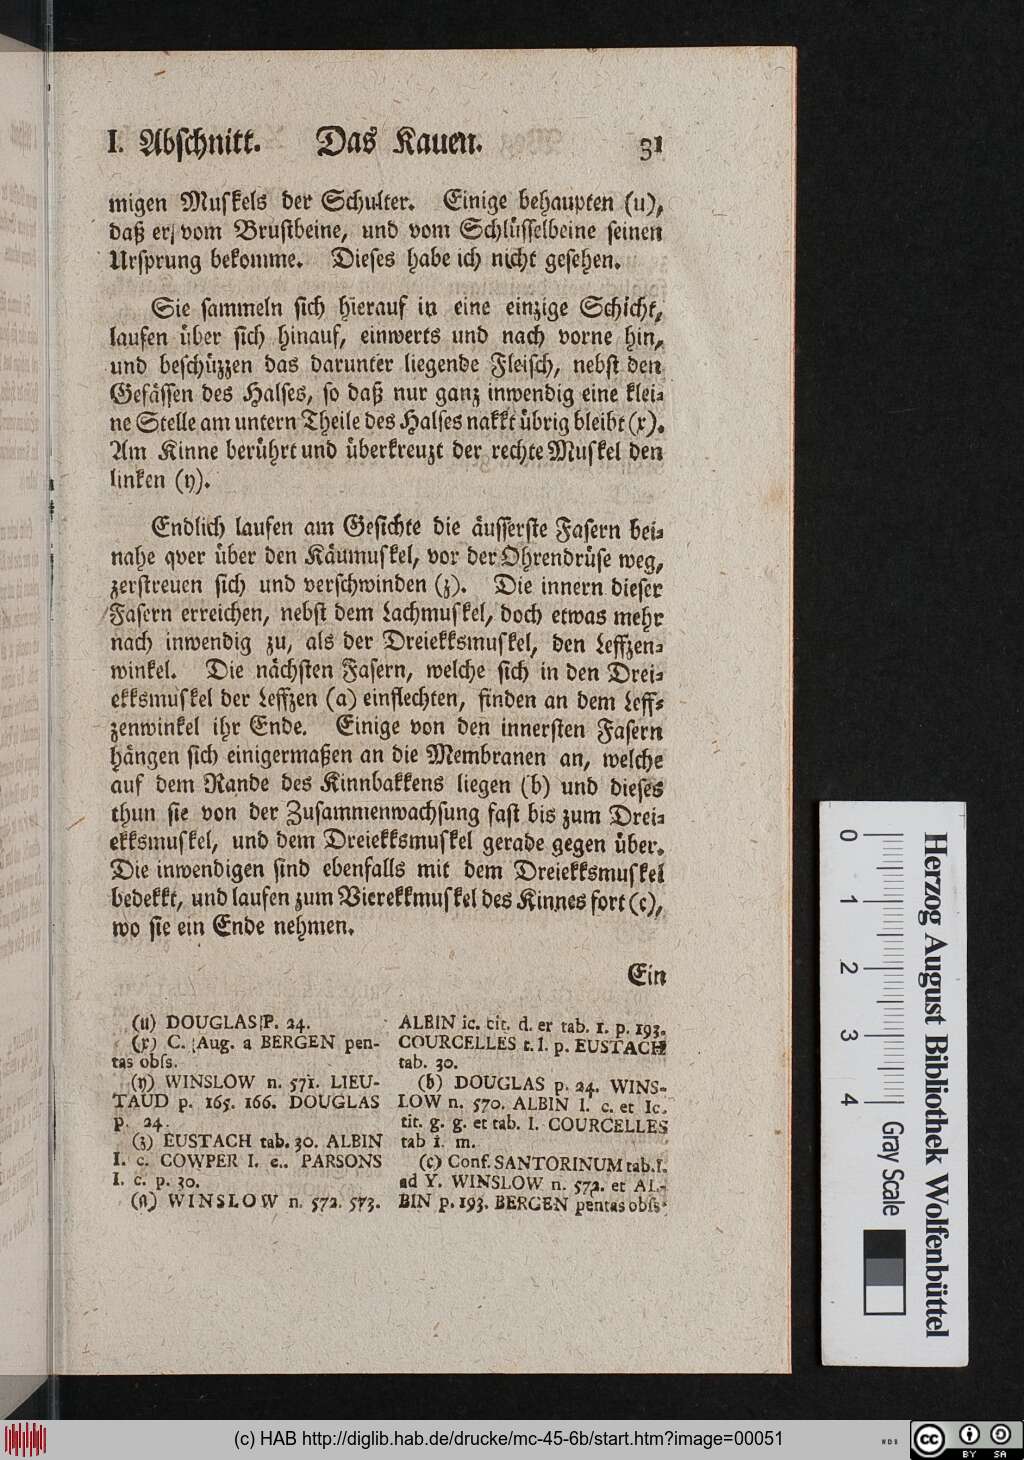 I. Abschnitt. Das Kauen. 31
migen Muſkels der Schulter. Einige behaupten (u),
daß er vom Bruſtbeine, und vom Schlüſſelbeine ſeinen
Urſprung bekomme. Dieſes habe ich nicht geſehen.
Sie ſammeln ſich hierauf in eine einzige Schicht,
laufen über ſich hinauf, einwerts und nach vorne hin,
und beſchüzzen das darunter liegende Fleiſch, nebſt den
Gefäſſen des Halſes, ſo daß nur ganz inwendig eine klei⸗
ne Stelle am untern Theile des Halſes nakkt übrig bleibt (x).
Am Kinne berührt und überkreuzt der rechte Muſkel den
linken (y).
Endlich laufen am Geſichte die äuſſerſte Faſern bei⸗
nahe qver über den Käumuſkel, vor der Ohrendrüſe weg,
zerſtreuen ſich und verſchwinden (z). Die innern dieſer
Faſern erreichen, nebſt dem Lachmuſkel, doch etwas mehr
nach inwendig zu, als der Dreiekksmuſkel, den Leffzen⸗
winkel. Die nächſten Faſern, welche ſich in den Drei⸗
ekksmuſkel der Leffzen (a) einflechten, finden an dem Leff⸗
zenwinkel ihr Ende. Einige von den innerſten Faſern
hängen ſich einigermaßen an die Membranen an, welche
auf dem Rande des Kinnbakkens liegen (b) und dieſes
thun ſie von der Zuſammenwachſung faſt bis zum Drei⸗
ekksmuſkel, und dem Dreiekksmuſkel gerade gegen über.
Die inwendigen ſind ebenfalls mit dem Dreiekksmuſkel
bedekkt, und laufen zum Vierekkmuſkel des Kinnes fort (c),
wo ſie ein Ende nehmen.
Ein
(u) DOUGLAS P. 24.
(x) C. Aug. a BERGEN pen-
tas obſs.
(y) WINSLOW n. 571. LIEU-
TAUD p. 165. 166. DOUGLAS
p. 24.
(z) EUSTACH tab. 30. ALBIN
I. c. COWPER I. c.. PARSONS
I. c. p. 30.
(a) WINSLOW n. 572. 573.
ALBIN ic. tit. d. er tab. 1. p. 193.
COURCELLES t. I. p. EUSTACH
tab. 30.
(b) DOUGLAS p. 24. WINS-
LOW n. 570. ALBIN I. c. et Ic.
tit. g. g. et tab. I. COURCELLES
tab 1. m.
(c) Conf. SANTORINUM tab. I.
ad Y. WINSLOW n. 572. et AL-
BIN p. 193. BERGEN pentas obſs
0 1 2 3 4 Gray Scale
Herzog August Bibliothek Wolfenbüttel
(c) HAB http://diglib.hab.de/drucke/mc-45-6b/start.htm?image=00051
WDB
cc BY SA